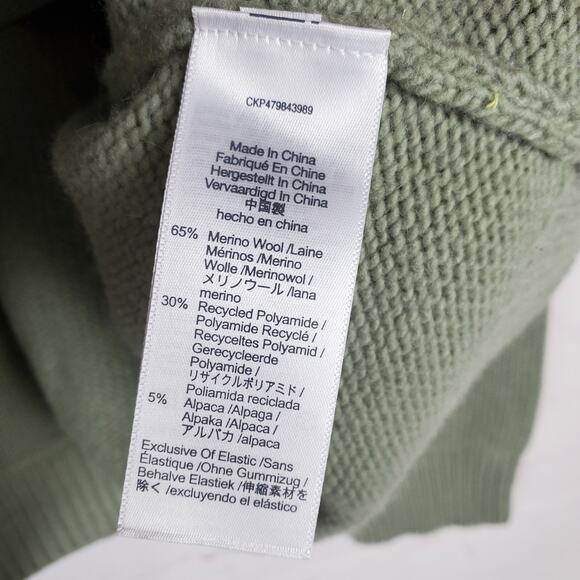 CKP479843989
Made In China
Fabriqué En Chine
Hergestellt In China
Vervaardigd In China
中国製
hecho en china
65% Merino Wool /Laine
Mérinos /Merino
Wolle /Merinowol /
メリノウール /lana
merino
30% Recycled Polyamide /
Polyamide Recyclé /
Recyceltes Polyamid /
Gerecycleerde
Polyamide /
リサイクルポリアミド /
Poliamida reciclada
5% Alpaca /Alpaga /
Alpaka /Alpaca /
アルパカ /alpaca
Exclusive Of Elastic /Sans
Élastique /Ohne Gummizug /
Behalve Elastiek /伸縮素材を
除く /excluyendo el elástico